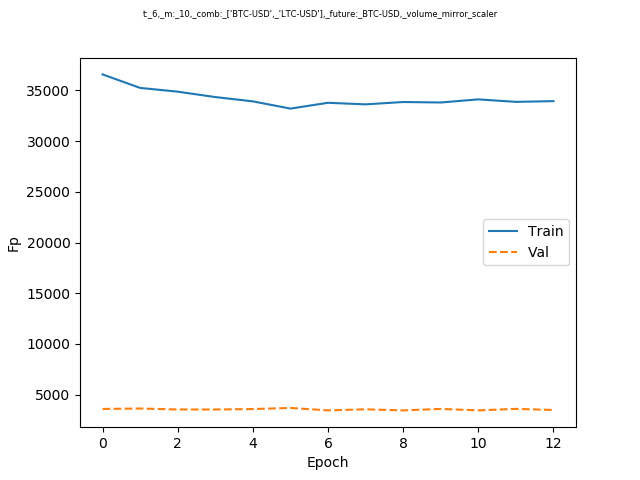 t:_6,_m:_10,_comb:_['BTC-USD',_'LTC-USD'],_future:_BTC-USD,_volume_mirror_scaler
35000
30000
25000
20000
15000
10000
5000
Fp
Train
Val
0 2 4 6 8 10 12
Epoch